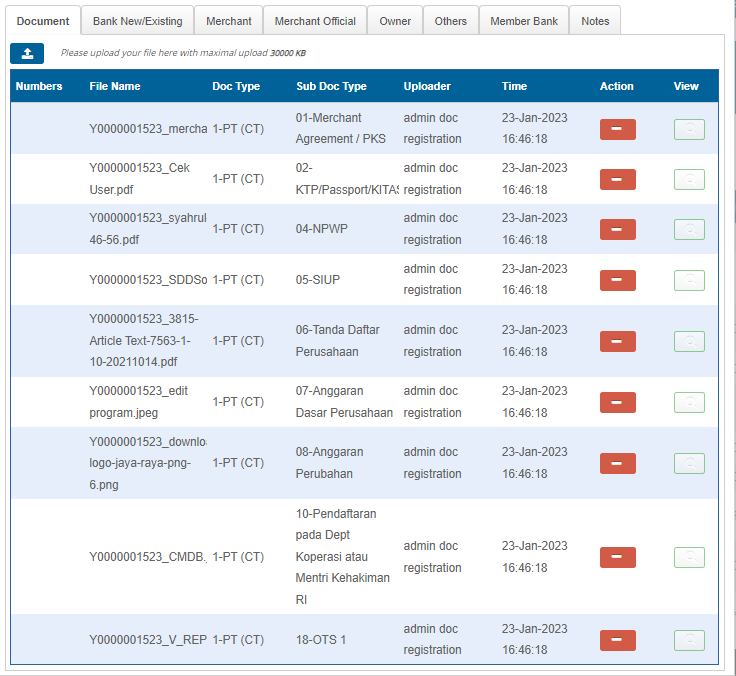 Document Bank New/Existing Merchant Merchant Official Owner Others Member Bank Notes
Please upload your file here with maximal upload 30000 KB
Numbers File Name Doc Type Sub Doc Type Uploader Time Action View
Y0000001523_mercha 1-PT (CT) 01-Merchant Agreement / PKS admin doc registration 23-Jan-2023 16:46:18
Y0000001523_Cek User.pdf 1-PT (CT) 02-KTP/Passport/KITAS admin doc registration 23-Jan-2023 16:46:18
Y0000001523_syahrul 46-56.pdf 1-PT (CT) 04-NPWP admin doc registration 23-Jan-2023 16:46:18
Y0000001523_SDDSo 1-PT (CT) 05-SIUP admin doc registration 23-Jan-2023 16:46:18
Y0000001523_3815-Article Text-7563-1-10-20211014.pdf 1-PT (CT) 06-Tanda Daftar Perusahaan admin doc registration 23-Jan-2023 16:46:18
Y0000001523_edit program.jpeg 1-PT (CT) 07-Anggaran Dasar Perusahaan admin doc registration 23-Jan-2023 16:46:18
Y0000001523_downlo logo-jaya-raya-png-6.png 1-PT (CT) 08-Anggaran Perubahan admin doc registration 23-Jan-2023 16:46:18
Y0000001523_CMDB. 1-PT (CT) 10-Pendaftaran pada Dept Koperasi atau Mentri Kehakiman RI admin doc registration 23-Jan-2023 16:46:18
Y0000001523_V_REP 1-PT (CT) 18-OTS 1 admin doc registration 23-Jan-2023 16:46:18